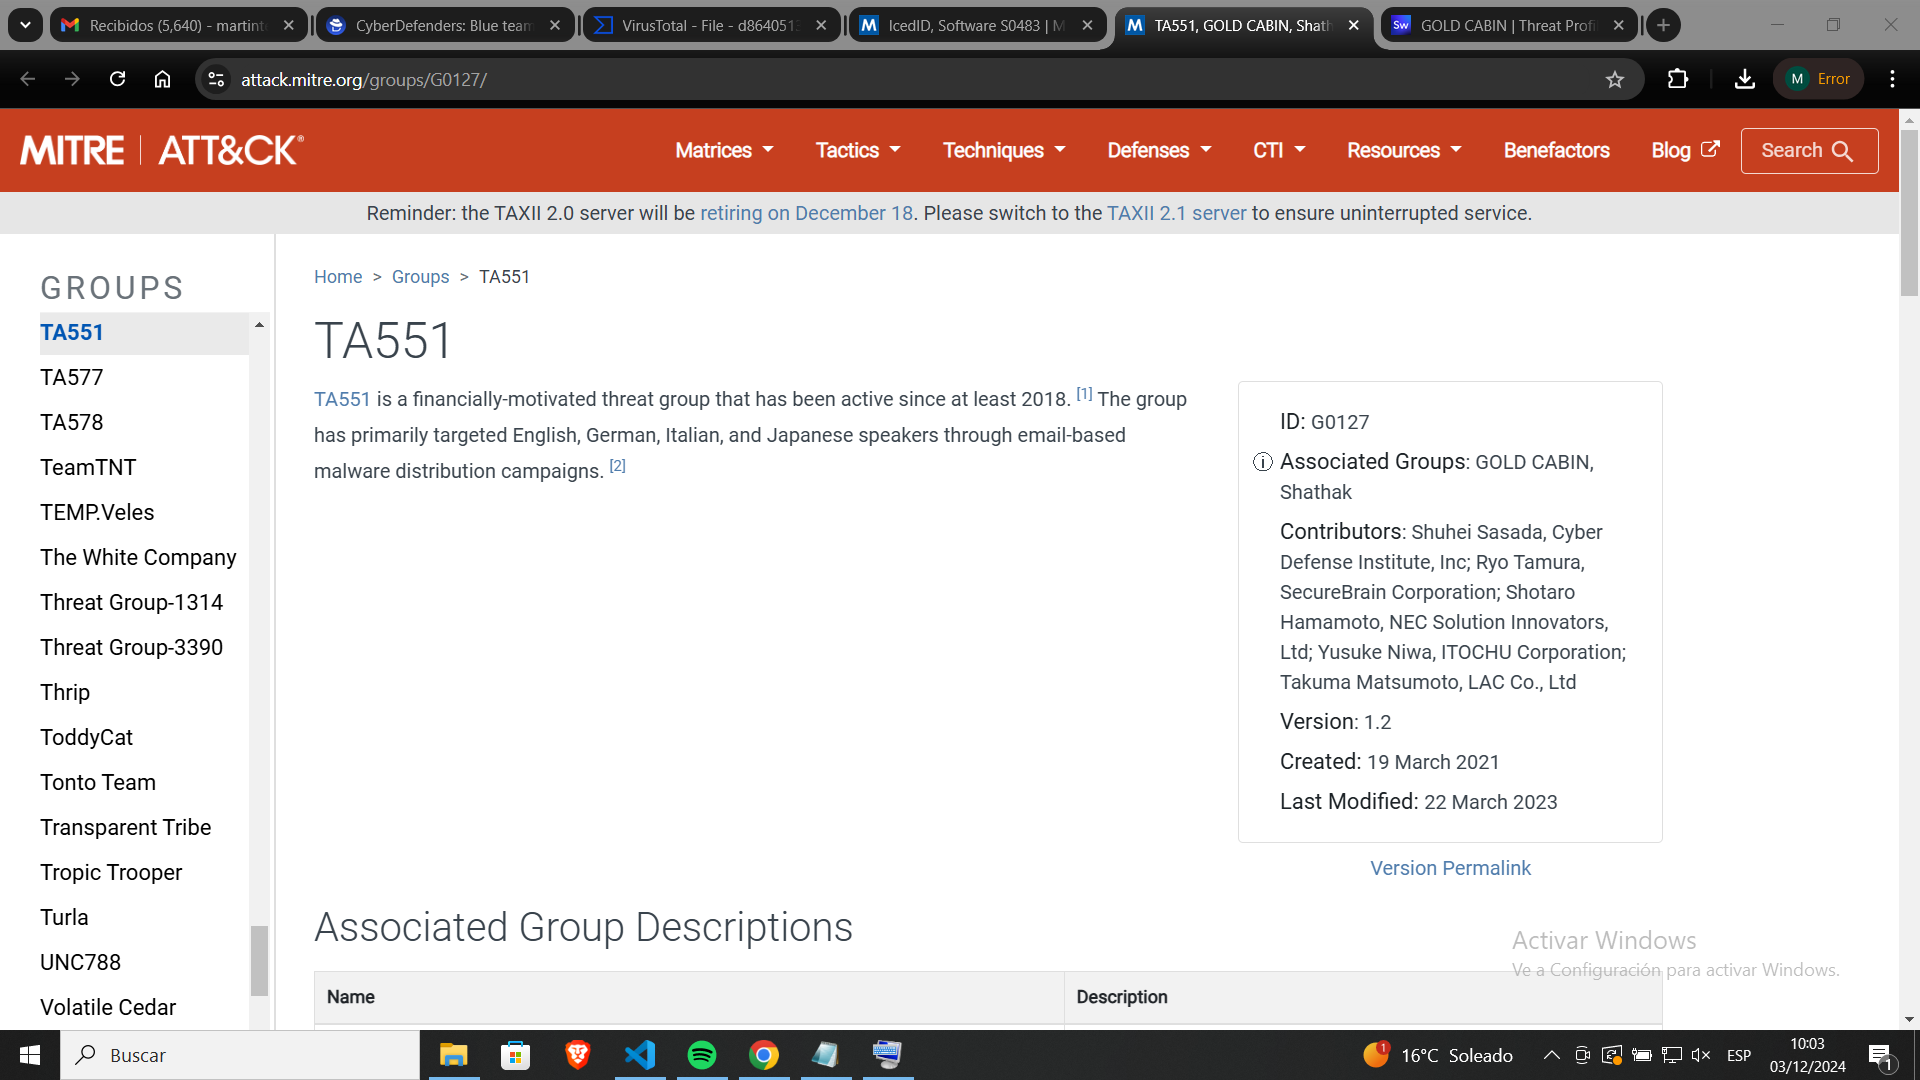 Recibidos (5,640) - martint
CyberDefenders: Blue team
VirusTotal - File - d8640513
IcedID, Software S0483 | M
TA551, GOLD CABIN, Shath
GOLD CABIN | Threat Profi
attack.mitre.org/groups/G0127/
M Error
MITRE | ATT&CK®
Matrices
Tactics
Techniques
Defenses
CTI
Resources
Benefactors
Blog
Search
Reminder: the TAXII 2.0 server will be retiring on December 18. Please switch to the TAXII 2.1 server to ensure uninterrupted service.
GROUPS
TA551
TA577
TA578
TeamTNT
TEMP.Veles
The White Company
Threat Group-1314
Threat Group-3390
Thrip
ToddyCat
Tonto Team
Transparent Tribe
Tropic Trooper
Turla
UNC788
Volatile Cedar
Home > Groups > TA551
TA551
TA551 is a financially-motivated threat group that has been active since at least 2018. [1] The group
has primarily targeted English, German, Italian, and Japanese speakers through email-based
malware distribution campaigns. [2]
ID: G0127
Associated Groups: GOLD CABIN,
Shathak
Contributors: Shuhei Sasada, Cyber
Defense Institute, Inc; Ryo Tamura,
SecureBrain Corporation; Shotaro
Hamamoto, NEC Solution Innovators,
Ltd; Yusuke Niwa, ITOCHU Corporation;
Takuma Matsumoto, LAC Co., Ltd
Version: 1.2
Created: 19 March 2021
Last Modified: 22 March 2023
Version Permalink
Associated Group Descriptions
Name
Description
Activar Windows
Ve a Configuración para activar Windows.
Buscar
1
16°C Soleado
ESP
10:03
03/12/2024
1